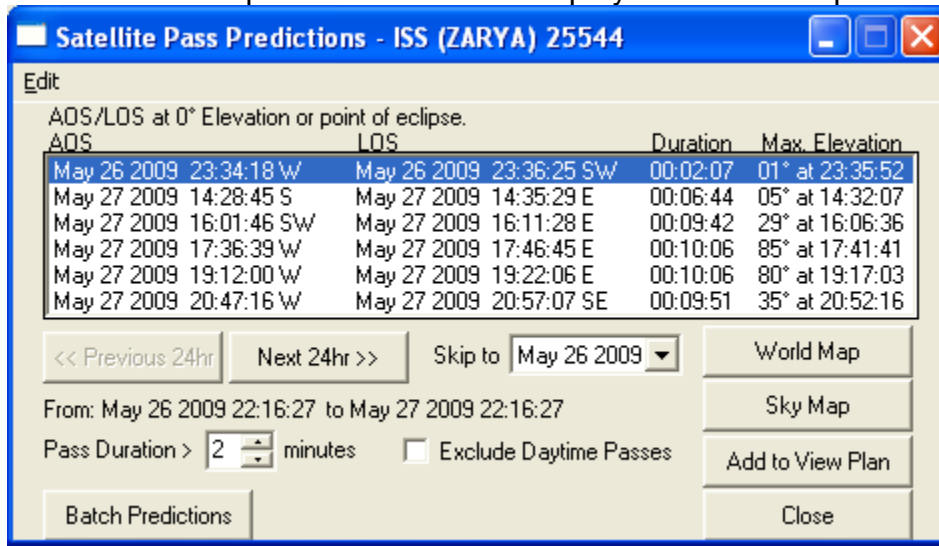 Satellite Pass Predictions - ISS (ZARYA) 25544
Edit
AOS/LOS at 0° Elevation or point of eclipse.
AOS LOS Duration Max. Elevation
May 26 2009 23:34:18 W May 26 2009 23:36:25 SW 00:02:07 01° at 23:35:52
May 27 2009 14:28:45 S May 27 2009 14:35:29 E 00:06:44 05° at 14:32:07
May 27 2009 16:01:46 SW May 27 2009 16:11:28 E 00:09:42 29° at 16:06:36
May 27 2009 17:36:39 W May 27 2009 17:46:45 E 00:10:06 85° at 17:41:41
May 27 2009 19:12:00 W May 27 2009 19:22:06 E 00:10:06 80° at 19:17:03
May 27 2009 20:47:16 W May 27 2009 20:57:07 SE 00:09:51 35° at 20:52:16
<< Previous 24hr Next 24hr >> Skip to May 26 2009 World Map
From: May 26 2009 22:16:27 to May 27 2009 22:16:27 Sky Map
Pass Duration > 2 minutes Exclude Daytime Passes Add to View Plan
Batch Predictions Close